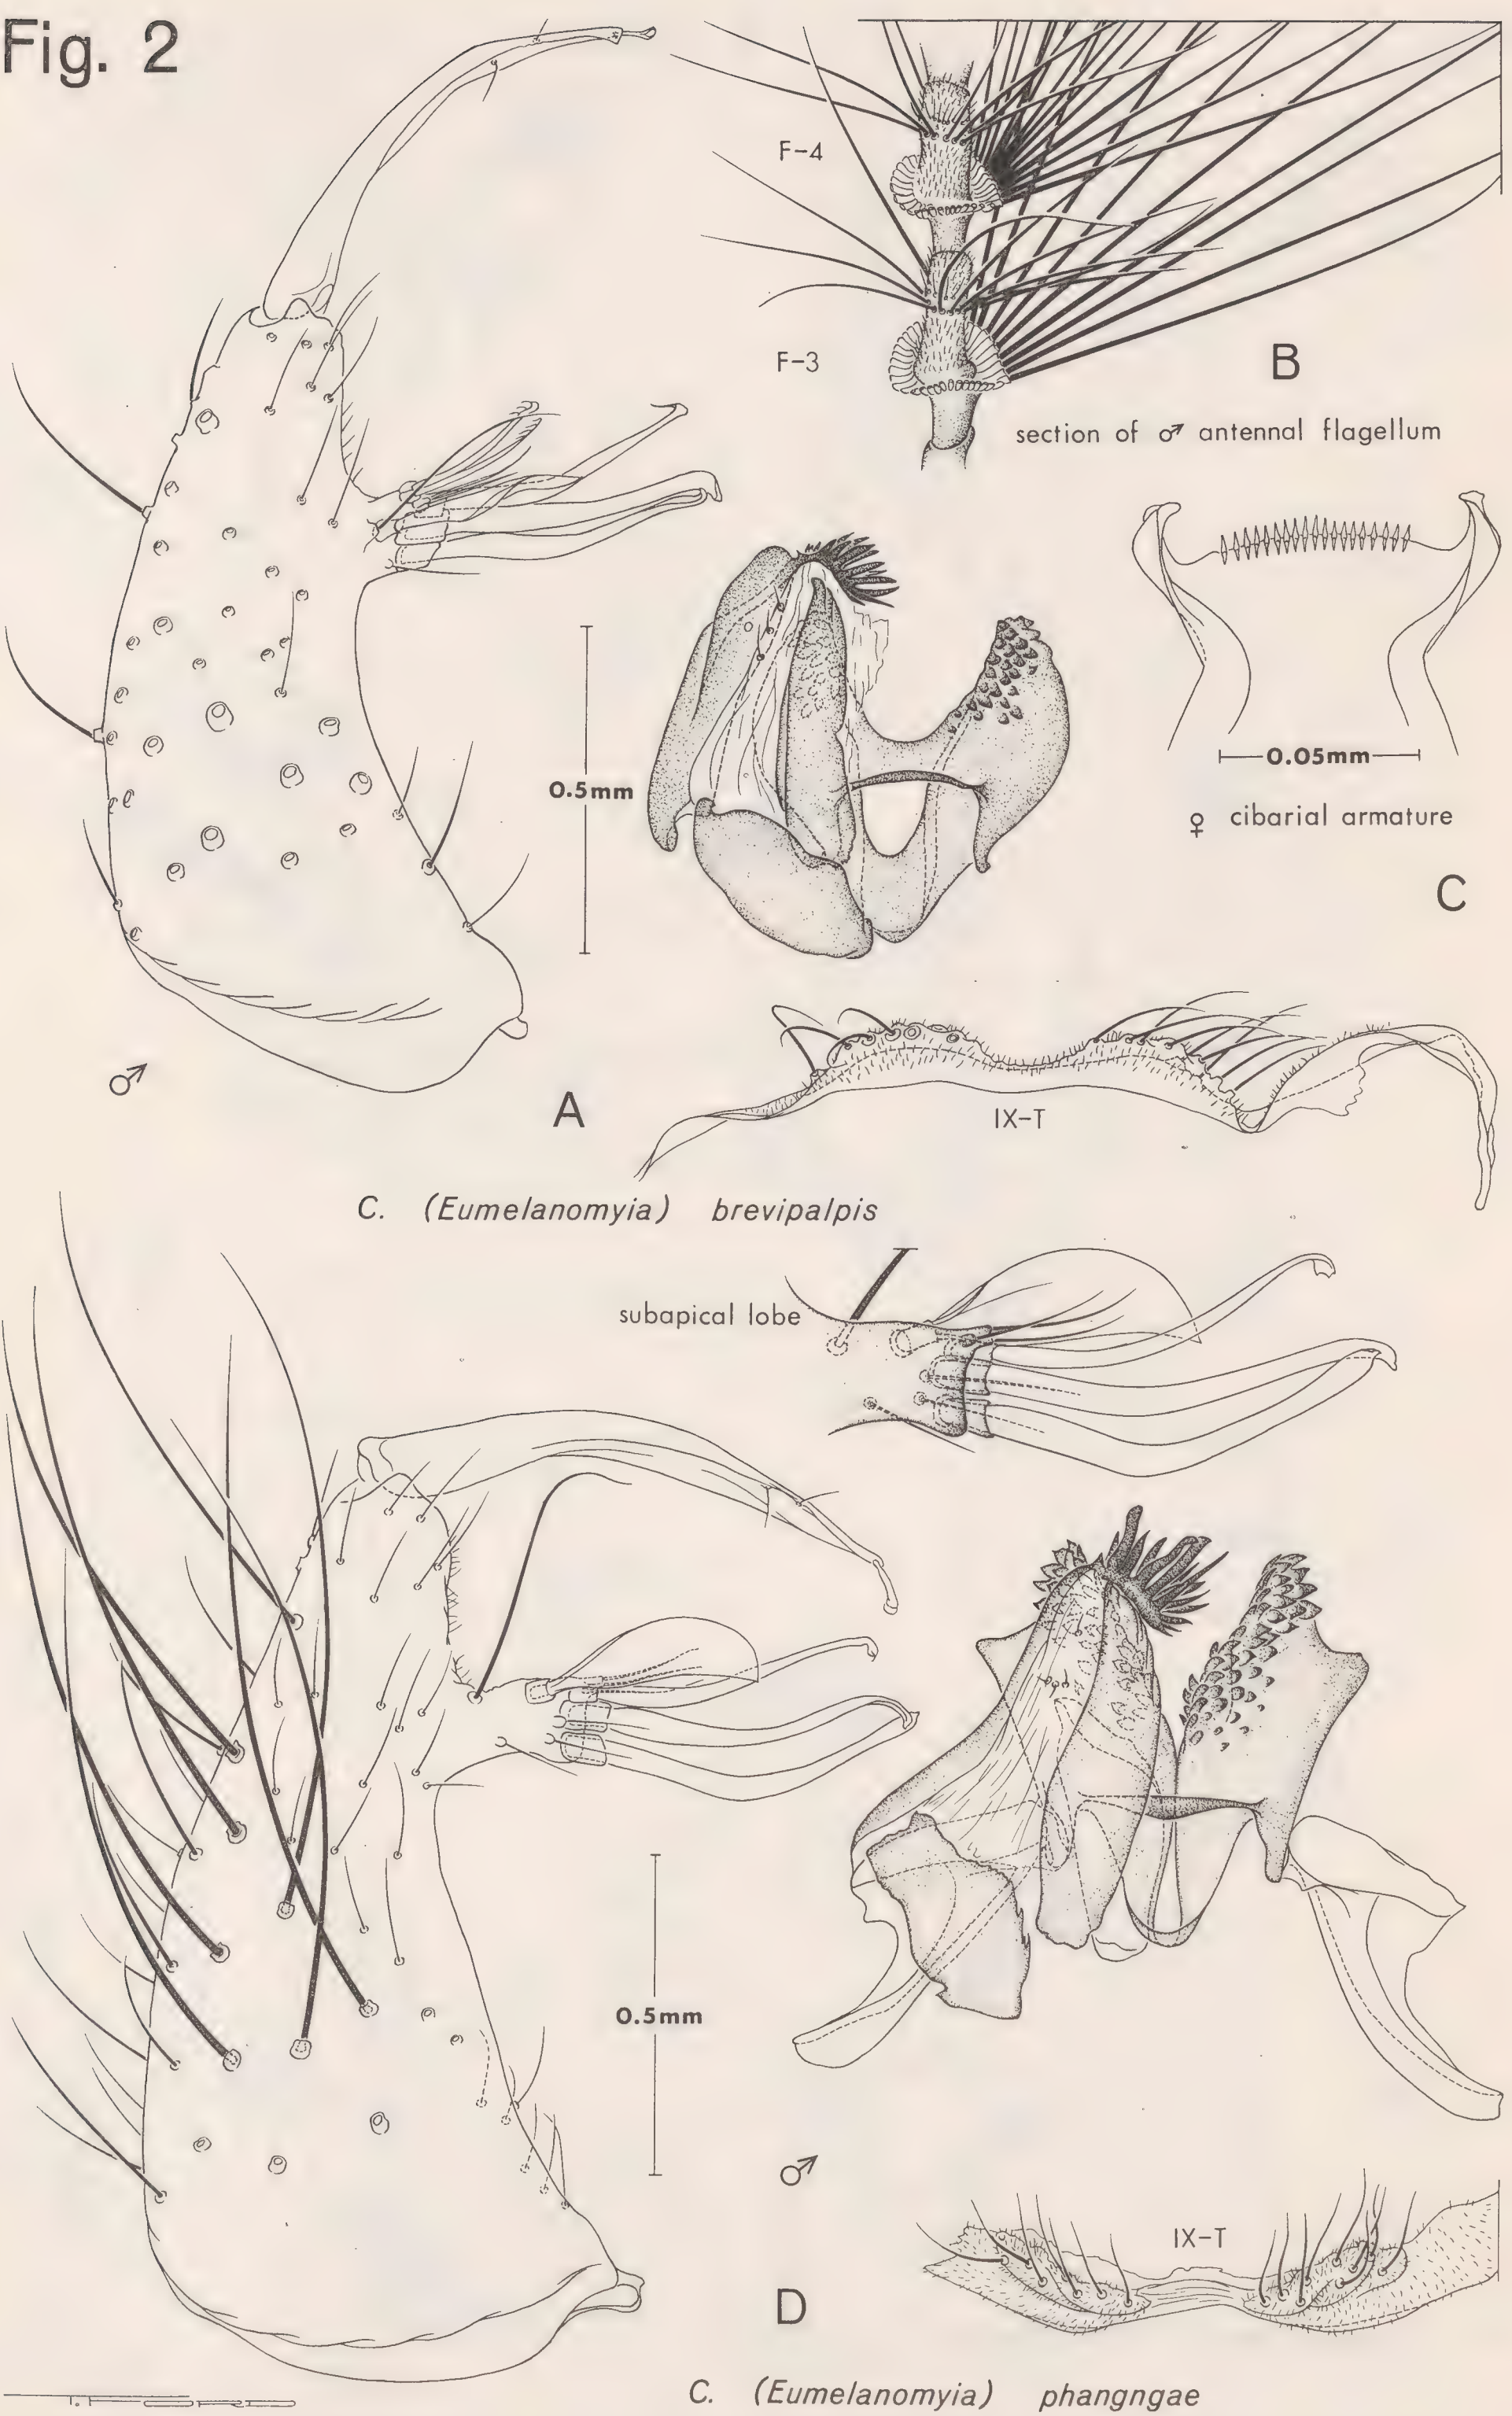 Fig. 2
F-4
F-3
B
section of ♂ antennal flagellum
0.5mm
0.05mm
♀ cibarial armature
C
♂
A
IX-T
C. (Eumelanomyia) brevipalpis
subapical lobe
0.5mm
♂
IX-T
D
C. (Eumelanomyia) phangngae